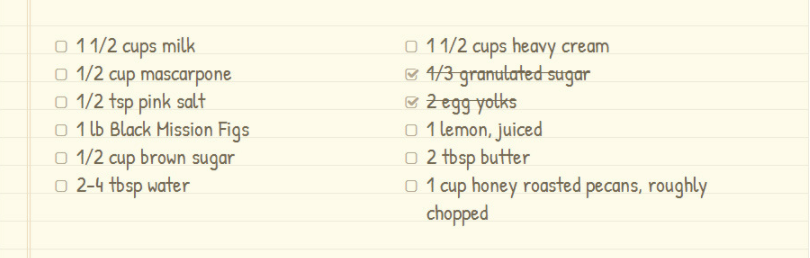 1 1/2 cups milk
1/2 cup mascarpone
1/2 tsp pink salt
1 lb Black Mission Figs
1/2 cup brown sugar
2-4 tbsp water
1 1/2 cups heavy cream
1/3 granulated sugar
2 egg yolks
1 lemon, juiced
2 tbsp butter
1 cup honey roasted pecans, roughly
chopped